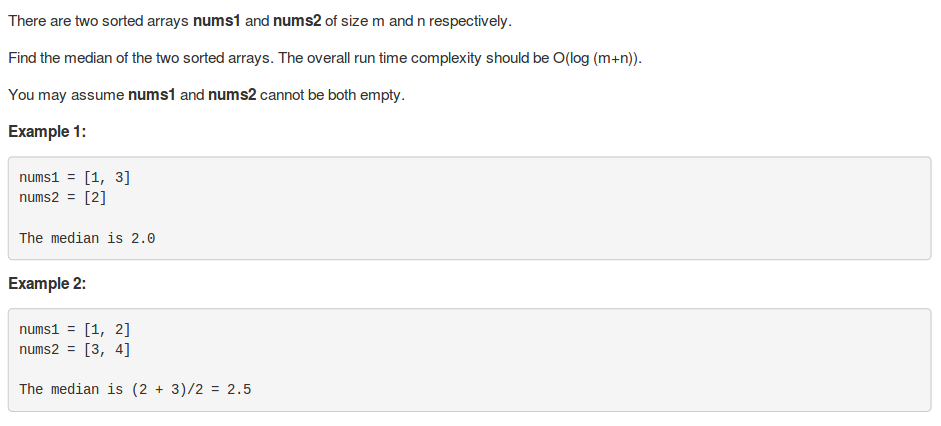 There are two sorted arrays nums1 and nums2 of size m and n respectively.
Find the median of the two sorted arrays. The overall run time complexity should be O(log (m+n)).
You may assume nums1 and nums2 cannot be both empty.
Example 1:
nums1 = [1, 3]
nums2 = [2]
The median is 2.0
Example 2:
nums1 = [1, 2]
nums2 = [3, 4]
The median is (2 + 3)/2 = 2.5